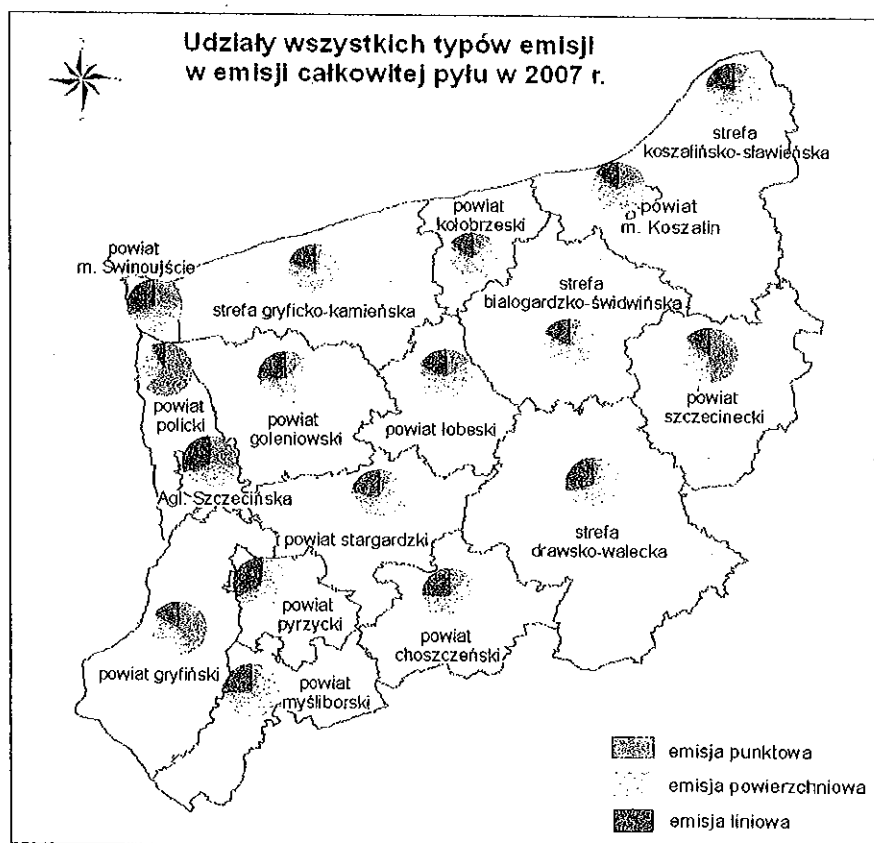 Udziały wszystkich typów emisji
w emisji całkowitej pyłu w 2007 r.
strefa
koszalińsko-sławieńska
powiat
kołobrzeski
powiat
m. Koszalin
powiat
m. Świnoujście
strefa gryficko-kamieńska
strefa
białogardzko-świdwińska
powiat
policki
powiat
goleniowski
powiat łobeski
powiat
szczecinecki
Agl. Szczecińska
powiat stargardzki
strefa
drawsko-wałecka
powiat
pyrzycki
powiat
choszczeński
powiat gryfiński
powiat
myśliborski
emisja punktowa
emisja powierzchniowa
emisja liniowa